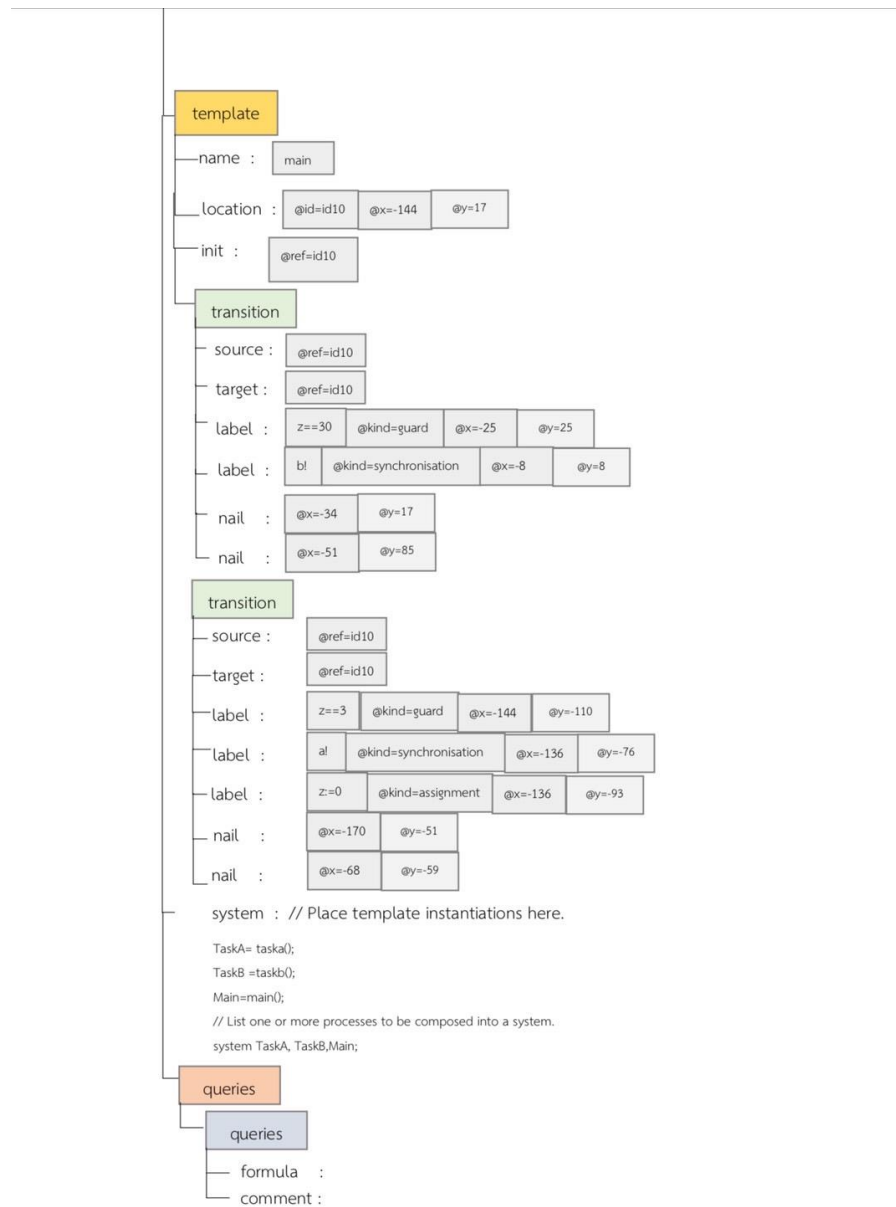 template
name : main
location : @id=id10 @x=-144 @y=17
init : @ref=id10
transition
source : @ref=id10
target : @ref=id10
label : z==30 @kind=guard @x=-25 @y=25
label : b! @kind=synchronisation @x=-8 @y=8
nail : @x=-34 @y=17
nail : @x=-51 @y=85
transition
source : @ref=id10
target : @ref=id10
label : z==3 @kind=guard @x=-144 @y=-110
label : a! @kind=synchronisation @x=-136 @y=-76
label : z:=0 @kind=assignment @x=-136 @y=-93
nail : @x=-170 @y=-51
nail : @x=-68 @y=-59
system : // Place template instantiations here.
TaskA= taska();
TaskB =taskb();
Main=main();
// List one or more processes to be composed into a system.
system TaskA, TaskB,Main;
queries
queries
formula :
comment :